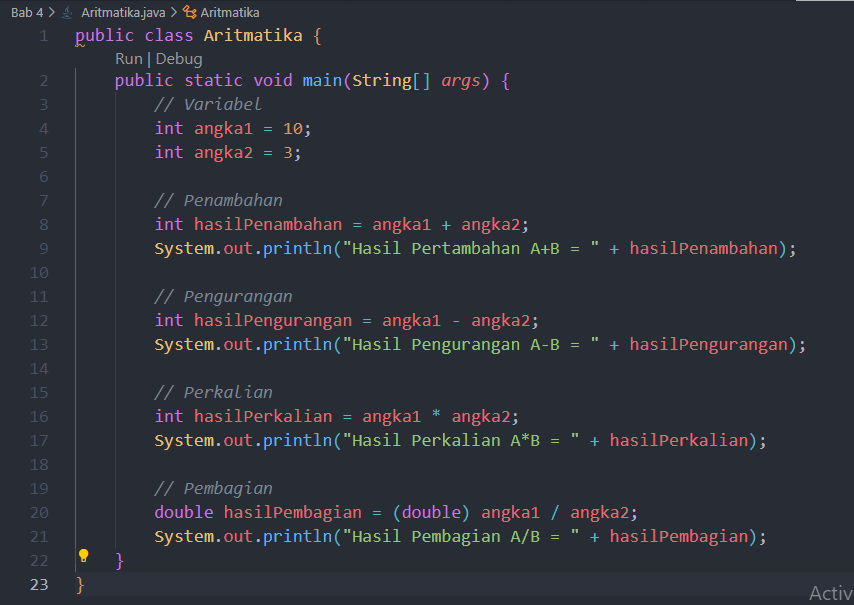 Bab 4 > Aritmatika.java > Aritmatika
1 public class Aritmatika {
Run | Debug
2 public static void main(String[] args) {
3 // Variabel
4 int angka1 = 10;
5 int angka2 = 3;
6
7 // Penambahan
8 int hasilPenambahan = angka1 + angka2;
9 System.out.println("Hasil Pertambahan A+B = " + hasilPenambahan);
10
11 // Pengurangan
12 int hasilPengurangan = angka1 - angka2;
13 System.out.println("Hasil Pengurangan A-B = " + hasilPengurangan);
14
15 // Perkalian
16 int hasilPerkalian = angka1 * angka2;
17 System.out.println("Hasil Perkalian A*B = " + hasilPerkalian);
18
19 // Pembagian
20 double hasilPembagian = (double) angka1 / angka2;
21 System.out.println("Hasil Pembagian A/B = " + hasilPembagian);
22 }
23 }
Activ